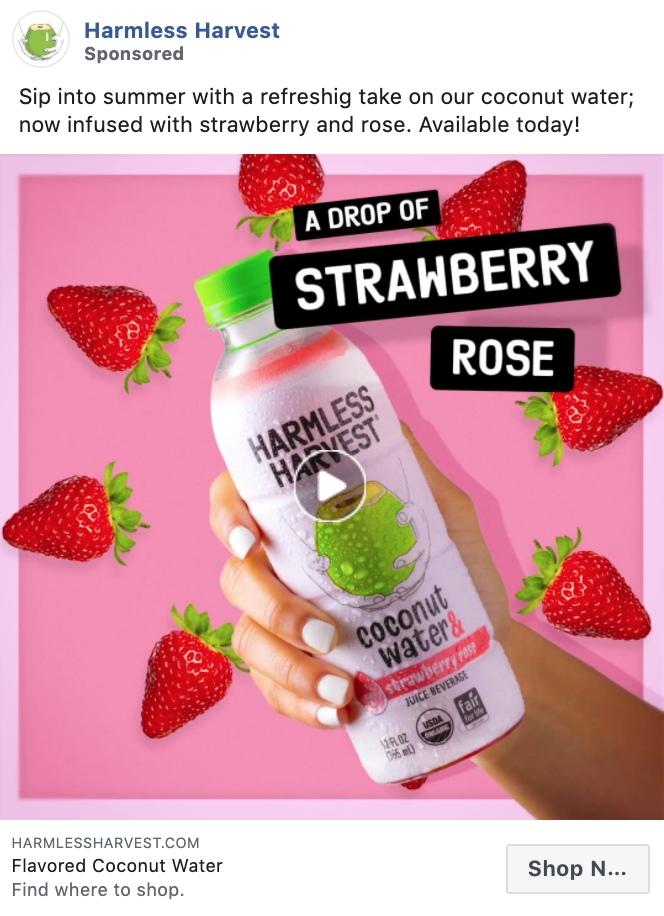 Harmless Harvest
Sponsored
Sip into summer with a refreshig take on our coconut water;
now infused with strawberry and rose. Available today!
A DROP OF
STRAWBERRY
ROSE
HARMLESS
HARVEST
coconut
water&
strawberry rose
JUICE BEVERAGE
USDA
ORGANIC
fair
for life
12 FL OZ
(355 mL)
HARMLESSHARVEST.COM
Flavored Coconut Water
Find where to shop.
Shop N...